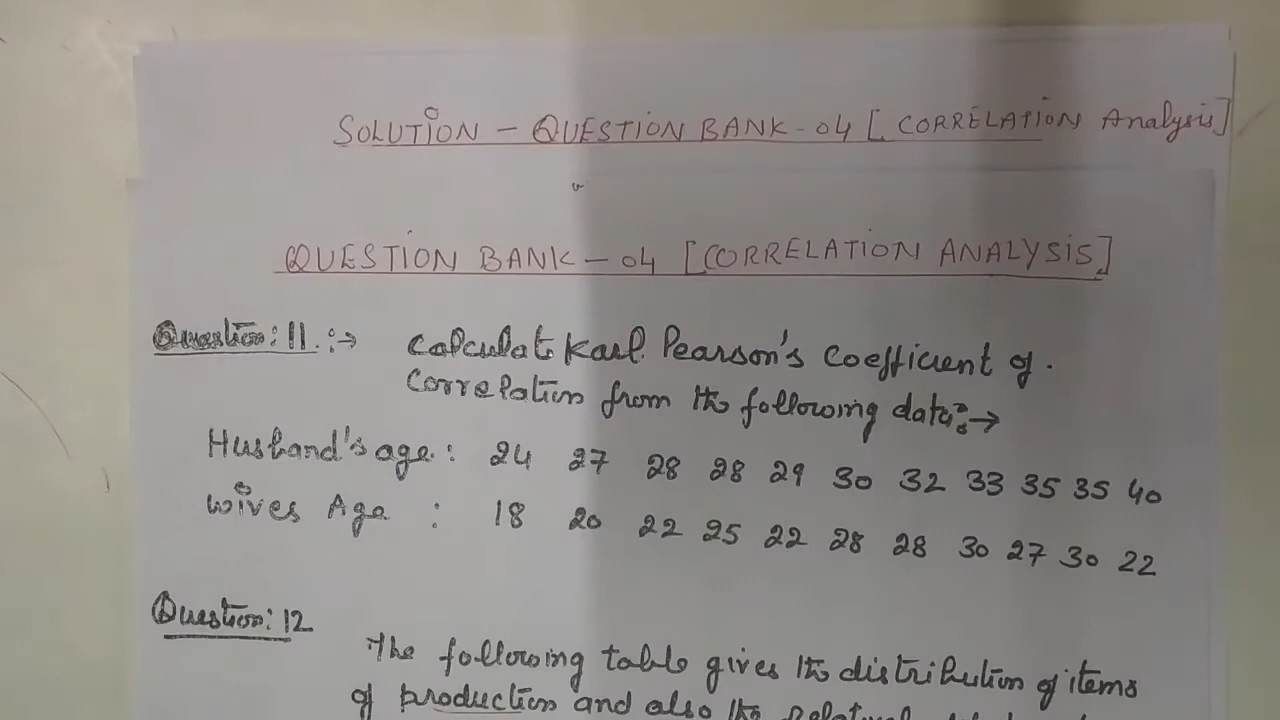 SOLUTION - QUESTION BANK - 04 [ CORRELATION Analysis]
QUESTION BANK - 04 [CORRELATION ANALYSIS]
Question: 11. :→ Calculat Karl Pearson's Coefficient of
Correlation from the following data:→
Husband's age : 24 27 28 28 29 30 32 33 35 35 40
Wives Age : 18 20 22 25 22 28 28 30 27 30 22
Question: 12
The following table gives the distribution of items
of production and also the